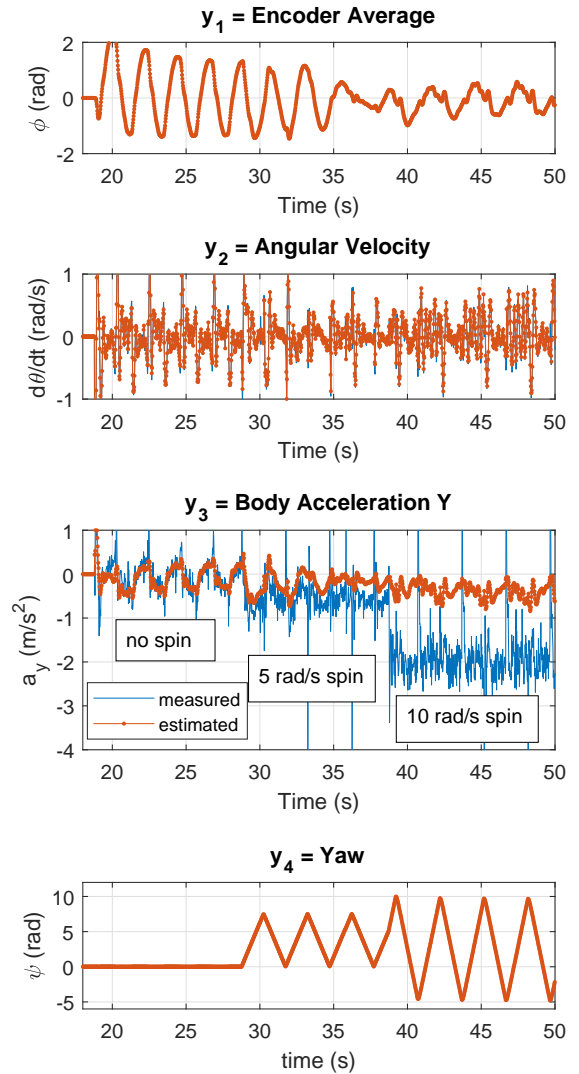 y1 = Encoder Average
2
0
-2
ϕ (rad)
20 25 30 35 40 45 50
Time (s)
y2 = Angular Velocity
1
0
-1
dθ/dt (rad/s)
20 25 30 35 40 45 50
Time (s)
y3 = Body Acceleration Y
1
0
-1
-2
-3
-4
a_y (m/s²)
no spin
5 rad/s spin
10 rad/s spin
measured
estimated
20 25 30 35 40 45 50
Time (s)
y4 = Yaw
10
5
0
-5
ψ (rad)
20 25 30 35 40 45 50
time (s)